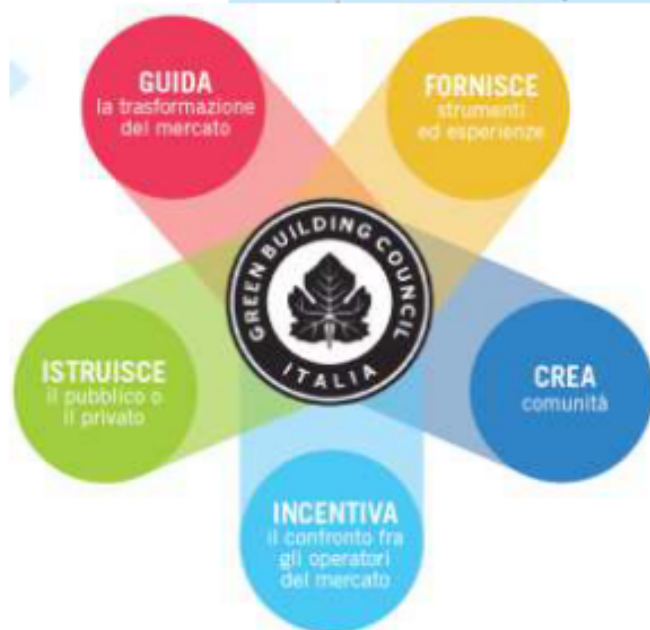 GUIDA
la trasformazione
del mercato
FORNISCE
strumenti
ed esperienze
GREEN BUILDING COUNCIL
ITALIA
ISTRUISCE
il pubblico o
il privato
CREA
comunità
INCENTIVA
il confronto fra
gli operatori
del mercato